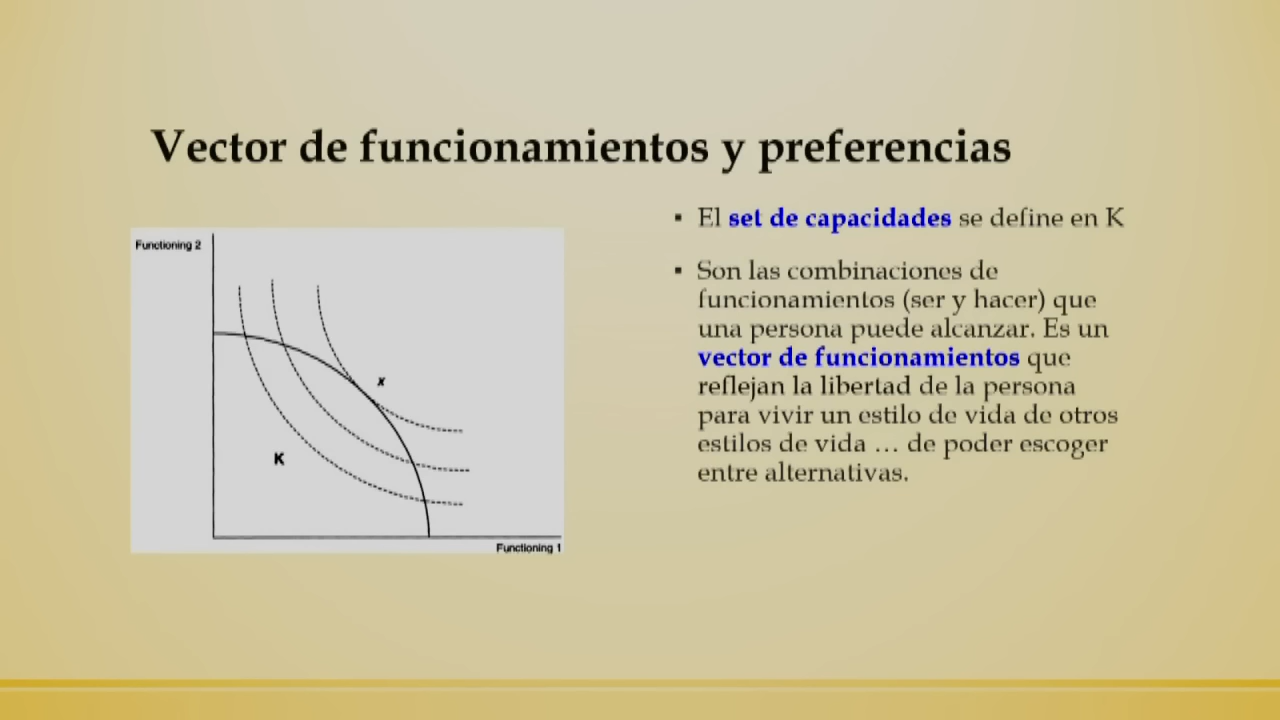 Vector de funcionamientos y preferencias
Functioning 2
x
K
Functioning 1
▪ El set de capacidades se define en K
▪ Son las combinaciones de
funcionamientos (ser y hacer) que
una persona puede alcanzar. Es un
vector de funcionamientos que
reflejan la libertad de la persona
para vivir un estilo de vida de otros
estilos de vida … de poder escoger
entre alternativas.